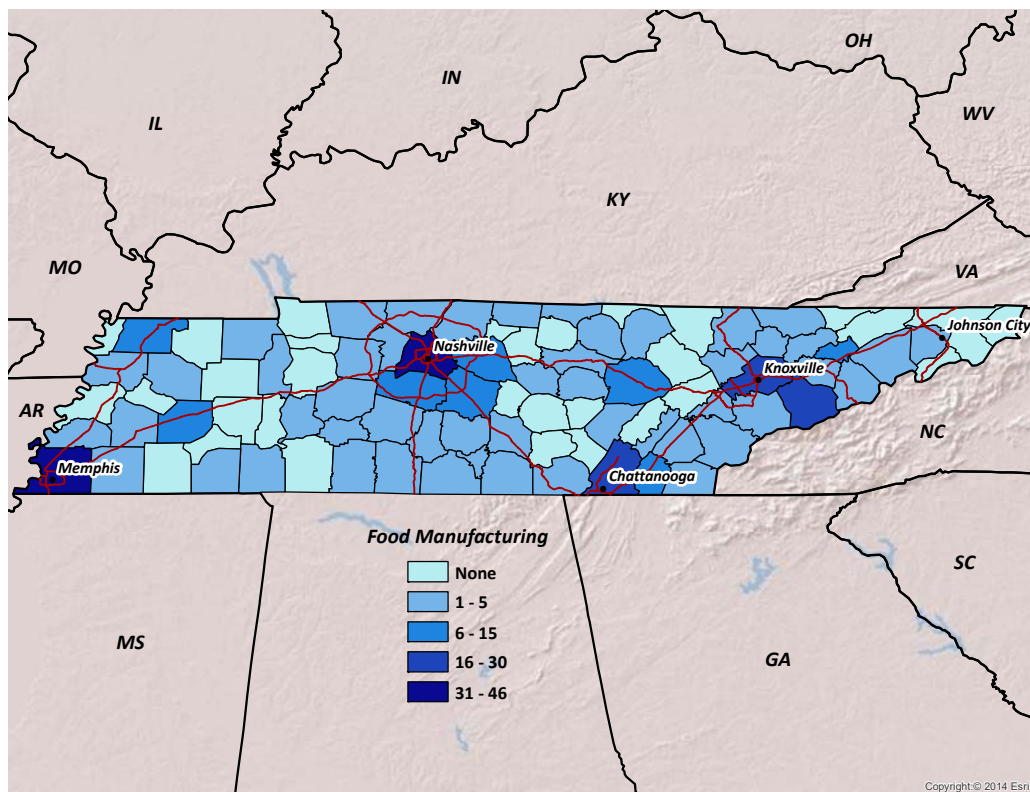 OH
IN
WV
IL
KY
MO
VA
Johnson City
Nashville
Knoxville
AR
NC
Memphis
Chattanooga
Food Manufacturing
None
1 - 5
6 - 15
16 - 30
31 - 46
SC
MS
GA
Copyright:© 2014 Esri